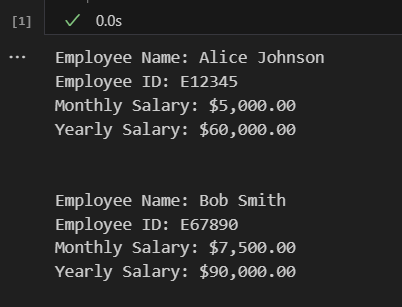 [1]
0.0s
...
Employee Name: Alice Johnson
Employee ID: E12345
Monthly Salary: $5,000.00
Yearly Salary: $60,000.00
Employee Name: Bob Smith
Employee ID: E67890
Monthly Salary: $7,500.00
Yearly Salary: $90,000.00